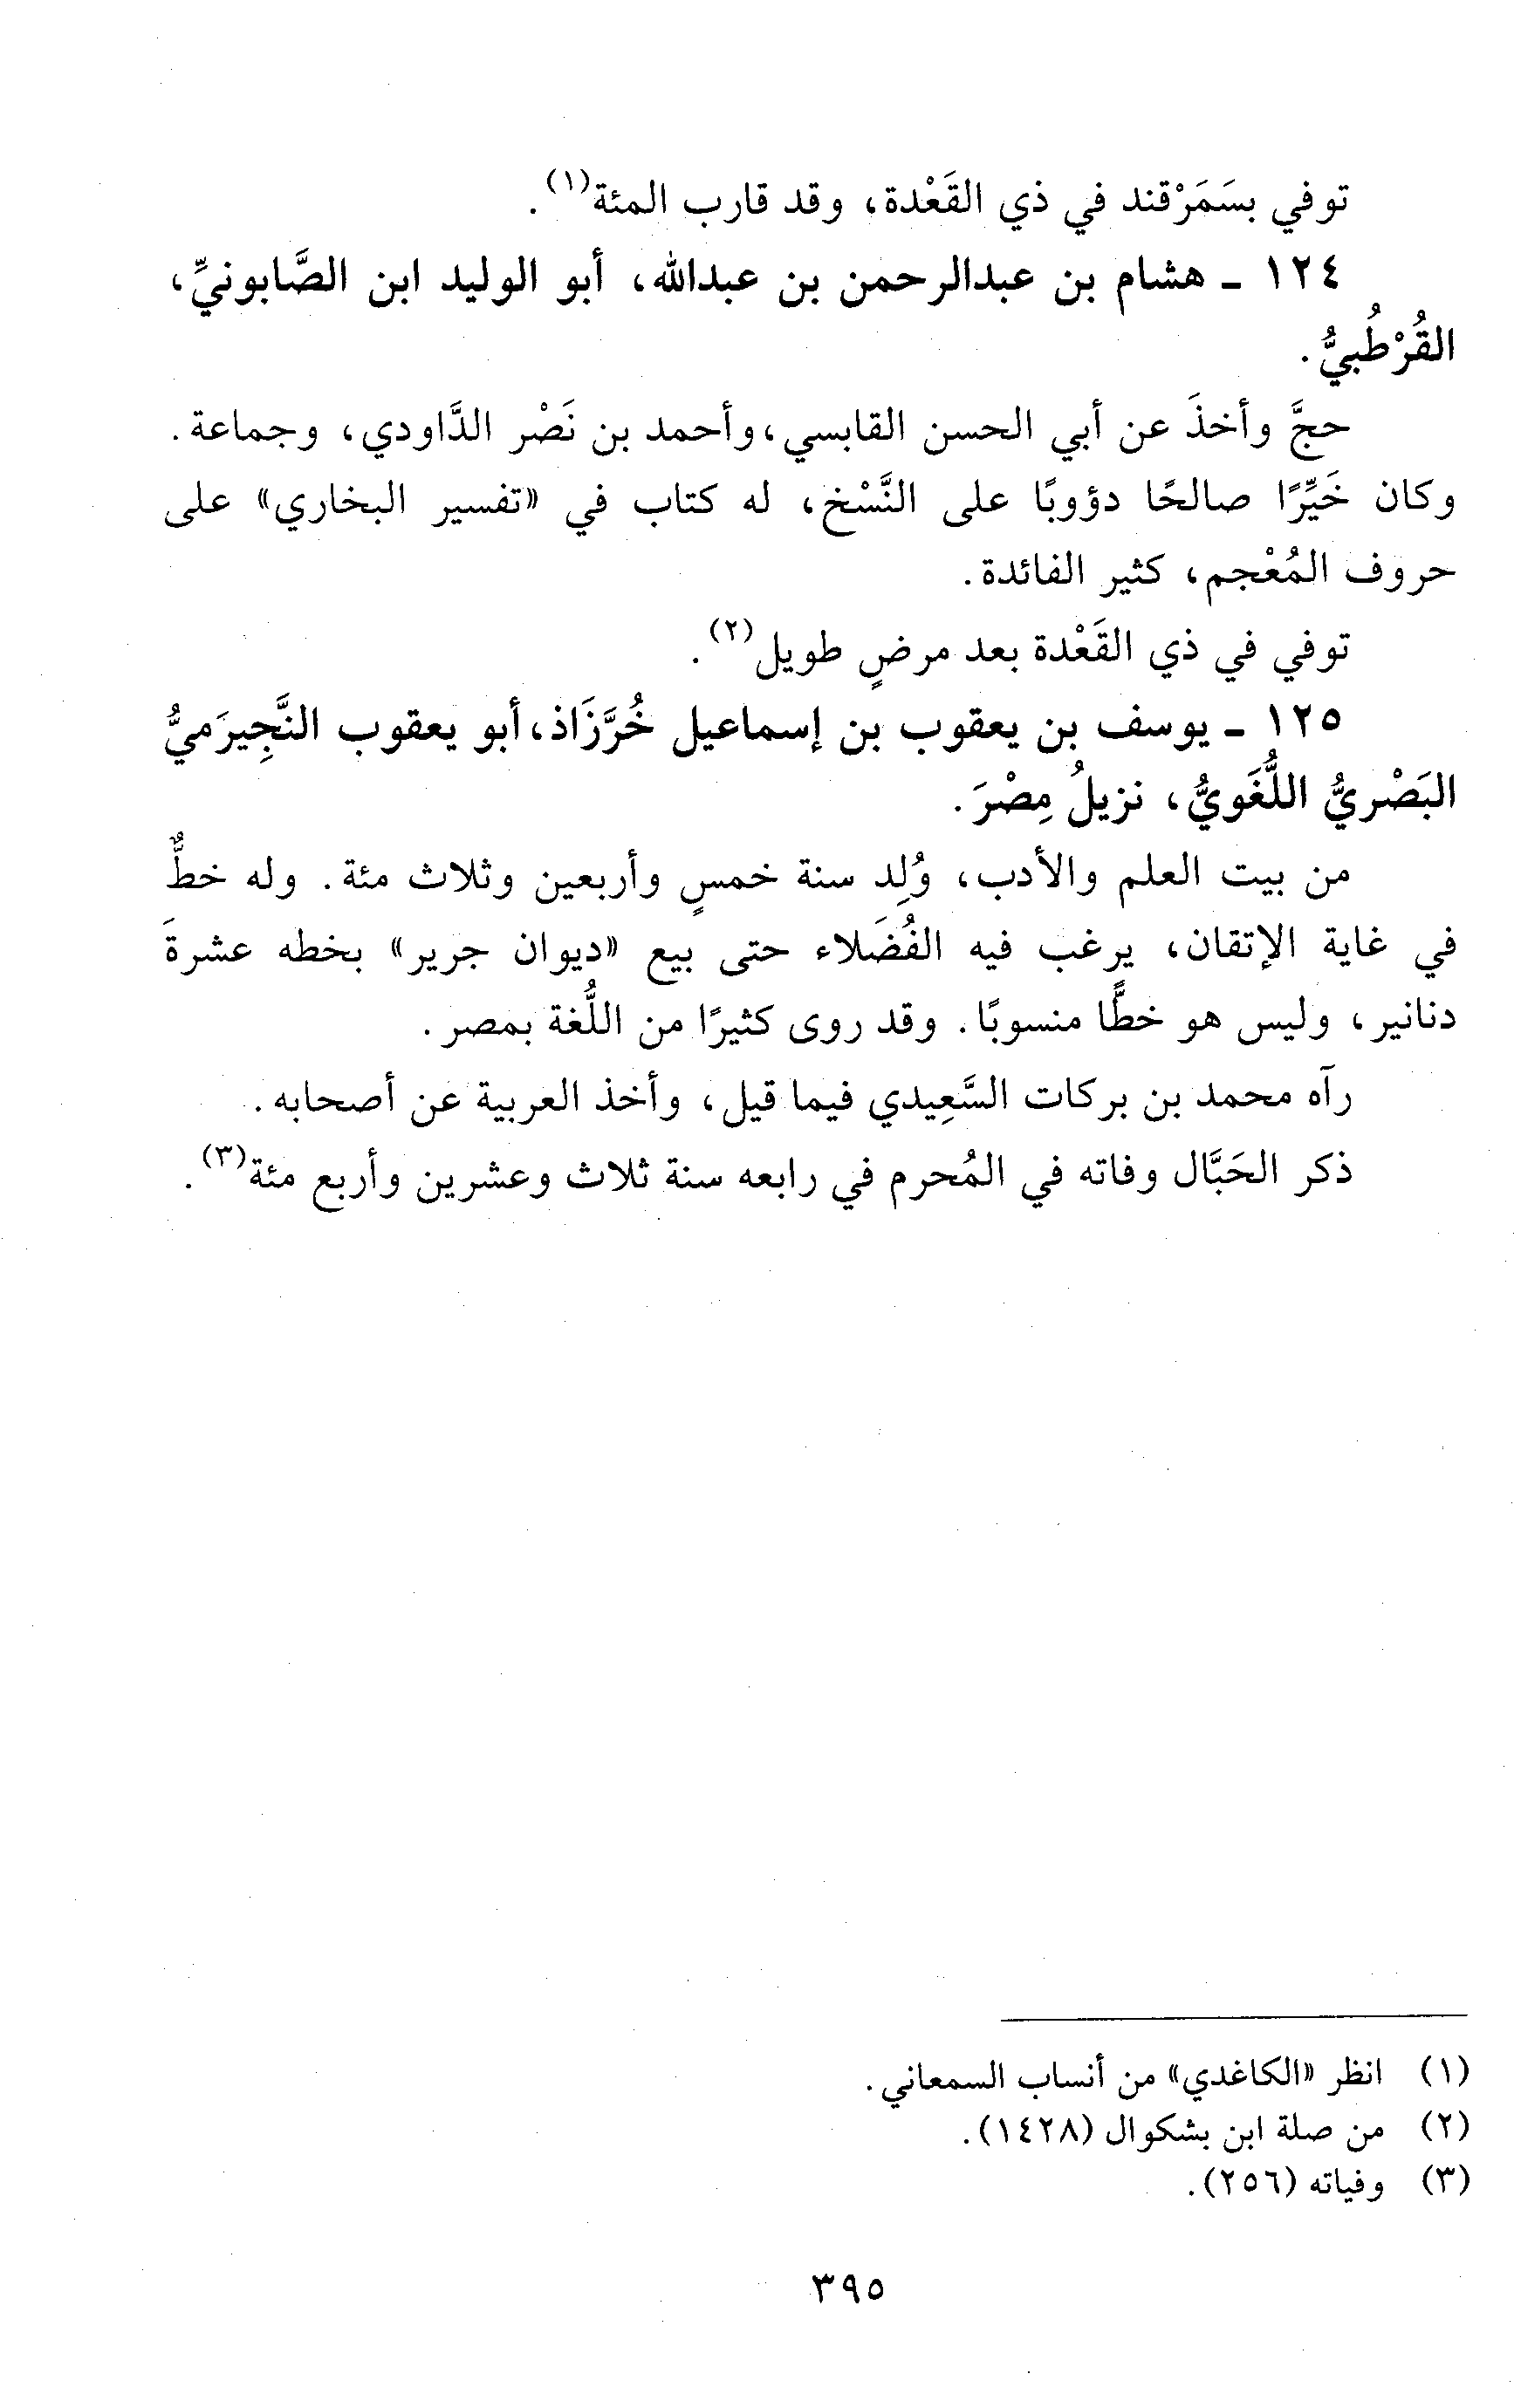 توفي بسَمَرْقند في ذي القَعْدة، وقد قارب المئة(١).
١٢٤ ـ هشام بن عبدالرحمن بن عبدالله، أبو الوليد ابن الصَّابونيِّ،
القُرْطُبيُّ.
حجَّ وأخذَ عن أبي الحسن القابسي، وأحمد بن نَصْر الدَّاودي، وجماعة.
وكان خَيِّرًا صالحًا دؤوبًا على النَّسْخ، له كتاب في «تفسير البخاري» على
حروف المُعْجم، كثير الفائدة.
توفي في ذي القَعْدة بعد مرضٍ طويل(٢).
١٢٥ ـ يوسف بن يعقوب بن إسماعيل خُرَّزَاذ، أبو يعقوب النَّجِيرَميُّ
البَصْريُّ اللُّغَويُّ، نزيلُ مِصْرَ.
من بيت العلم والأدب، وُلِد سنة خمسٍ وأربعين وثلاث مئة. وله خطٌّ
في غاية الإتقان، يرغب فيه الفُضَلاء حتى بيع «ديوان جرير» بخطه عشرةَ
دنانير، وليس هو خطًّا منسوبًا. وقد روى كثيرًا من اللُّغة بمصر.
رآه محمد بن بركات السَّعِيدي فيما قيل، وأخذ العربية عن أصحابه.
ذكر الحَبَّال وفاته في المُحرم في رابعه سنة ثلاث وعشرين وأربع مئة(٣).
(١) انظر «الكاغدي» من أنساب السمعاني.
(٢) من صلة ابن بشكوال (١٤٢٨).
(٣) وفياته (٢٥٦).
٣٩٥